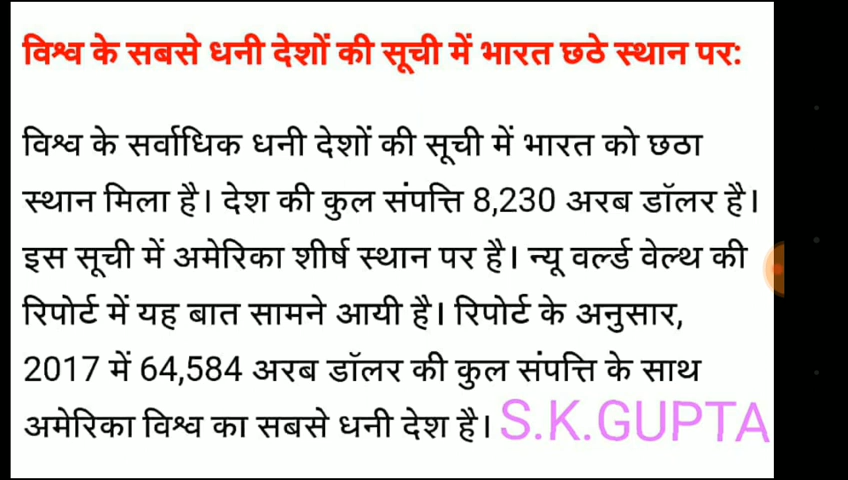 विश्व के सबसे धनी देशों की सूची में भारत छठे स्थान पर:
विश्व के सर्वाधिक धनी देशों की सूची में भारत को छठा
स्थान मिला है। देश की कुल संपत्ति 8,230 अरब डॉलर है।
इस सूची में अमेरिका शीर्ष स्थान पर है। न्यू वर्ल्ड वेल्थ की
रिपोर्ट में यह बात सामने आयी है। रिपोर्ट के अनुसार,
2017 में 64,584 अरब डॉलर की कुल संपत्ति के साथ
अमेरिका विश्व का सबसे धनी देश है। S.K.GUPTA